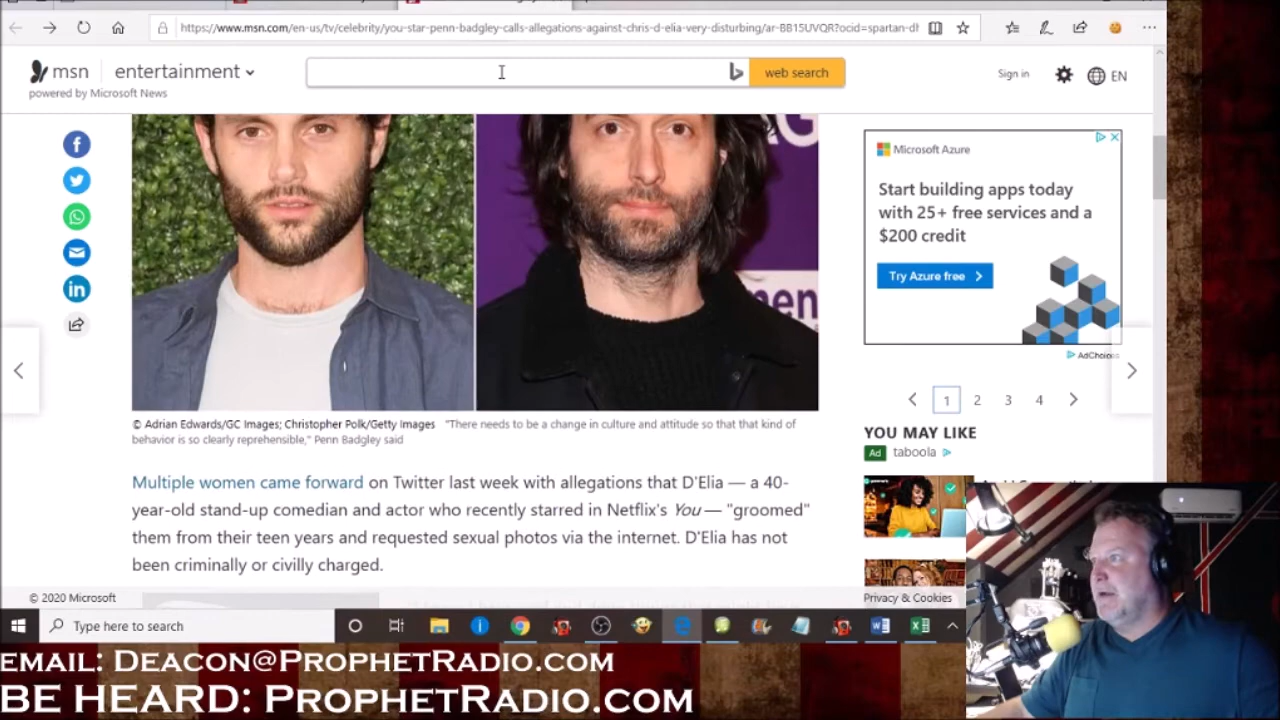 https://www.msn.com/en-us/tv/celebrity/you-star-penn-badgley-calls-allegations-against-chris-d-elia-very-disturbing/ar-BB15UVQR?ocid=spartan-dh
msn entertainment
web search
Sign in
EN
powered by Microsoft News
Microsoft Azure
Start building apps today
with 25+ free services and a
$200 credit
Try Azure free
AdChoices
1 2 3 4
© Adrian Edwards/GC Images; Christopher Polk/Getty Images "There needs to be a change in culture and attitude so that that kind of
behavior is so clearly reprehensible," Penn Badgley said
YOU MAY LIKE
Ad taboola
Multiple women came forward on Twitter last week with allegations that D'Elia — a 40-
year-old stand-up comedian and actor who recently starred in Netflix's You — "groomed"
them from their teen years and requested sexual photos via the internet. D'Elia has not
been criminally or civilly charged.
© 2020 Microsoft
Privacy & Cookies
Type here to search
EMAIL: DEACON@PROPHETRADIO.COM
BE HEARD: PROPHETRADIO.COM